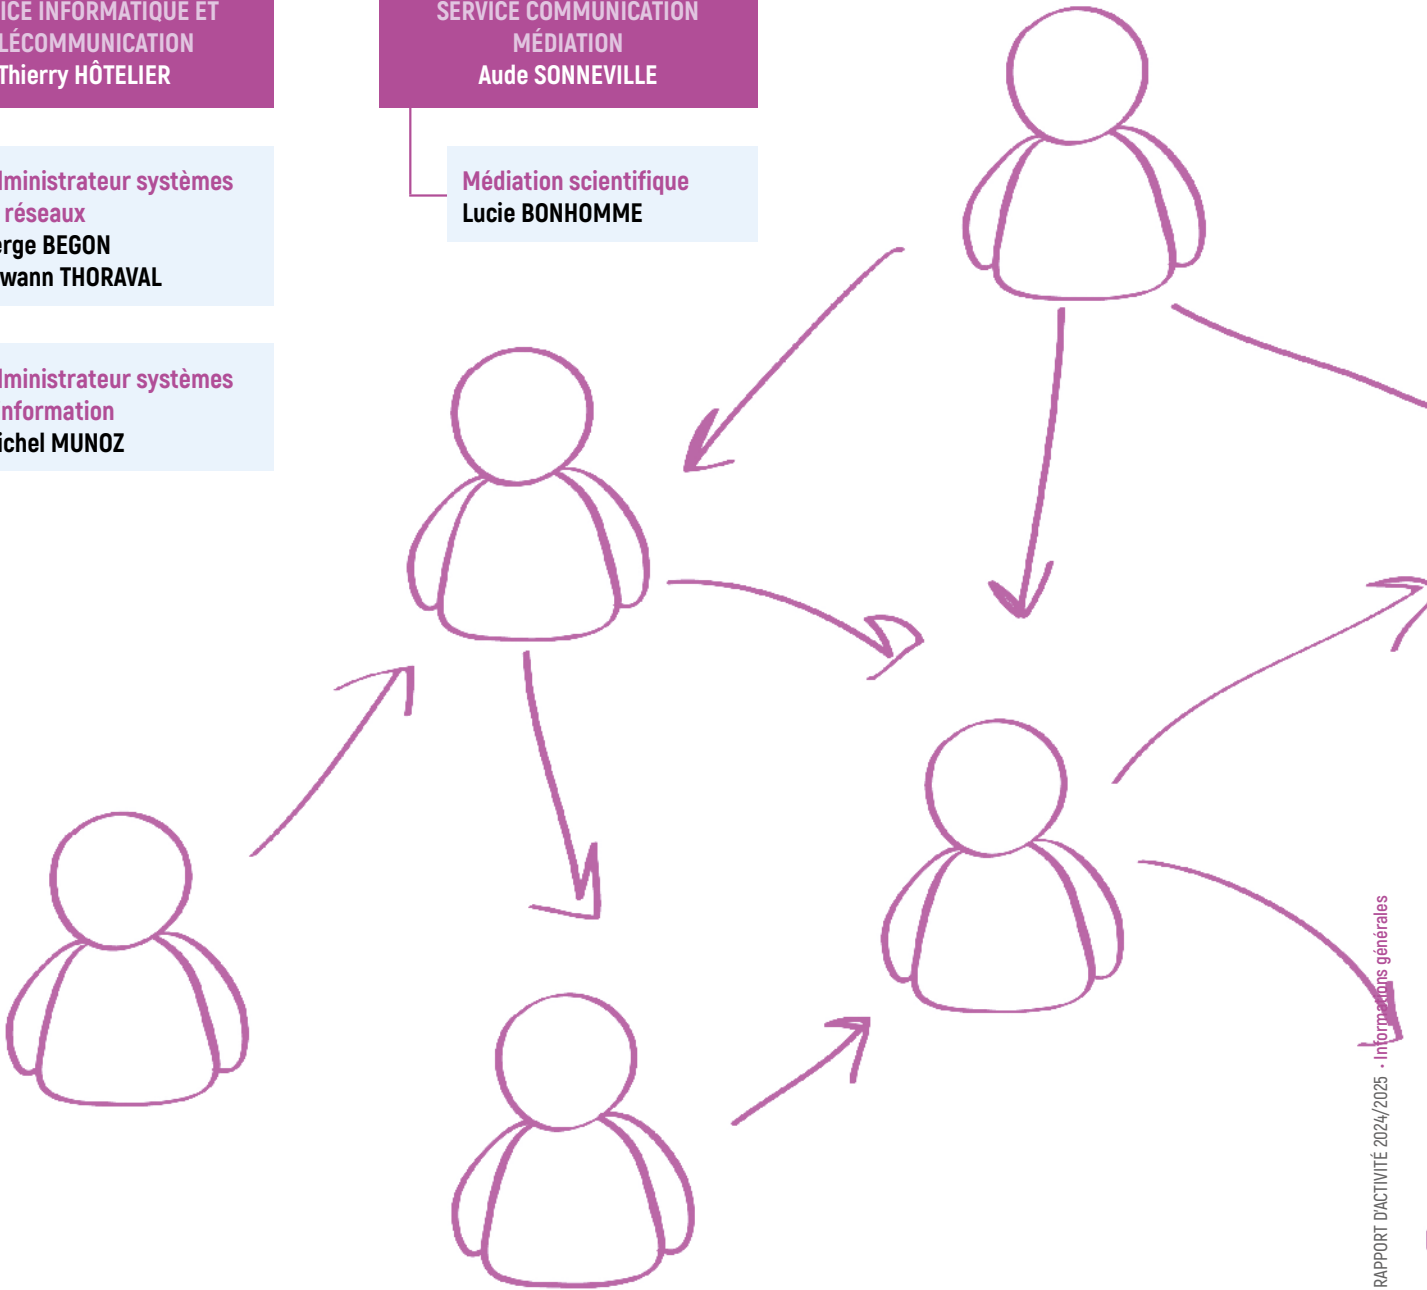 ICE INFORMATIQUE ET
LÉCOMMUNICATION
Thierry HÔTELIER
lministrateur systèmes
réseaux
erge BEGON
wann THORAVAL
lministrateur systèmes
information
ichel MUNOZ
SERVICE COMMUNICATION
MÉDIATION
Aude SONNEVILLE
Médiation scientifique
Lucie BONHOMME
RAPPORT D'ACTIVITÉ 2024/2025 • Informations générales